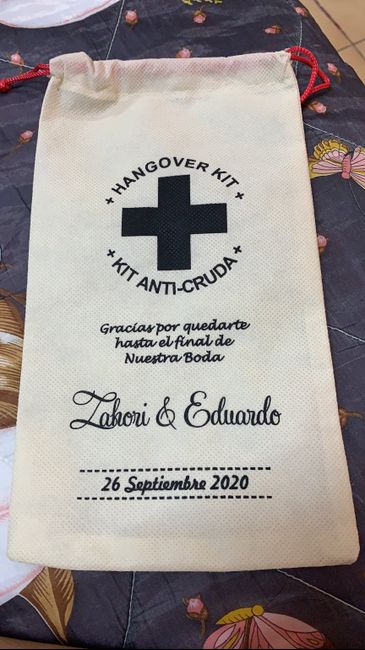 + HANGOVER KIT +
+ KIT ANTI-CRUDA +
Gracias por quedarte
hasta el final de
Nuestra Boda
Zahori & Eduardo
26 Septiembre 2020